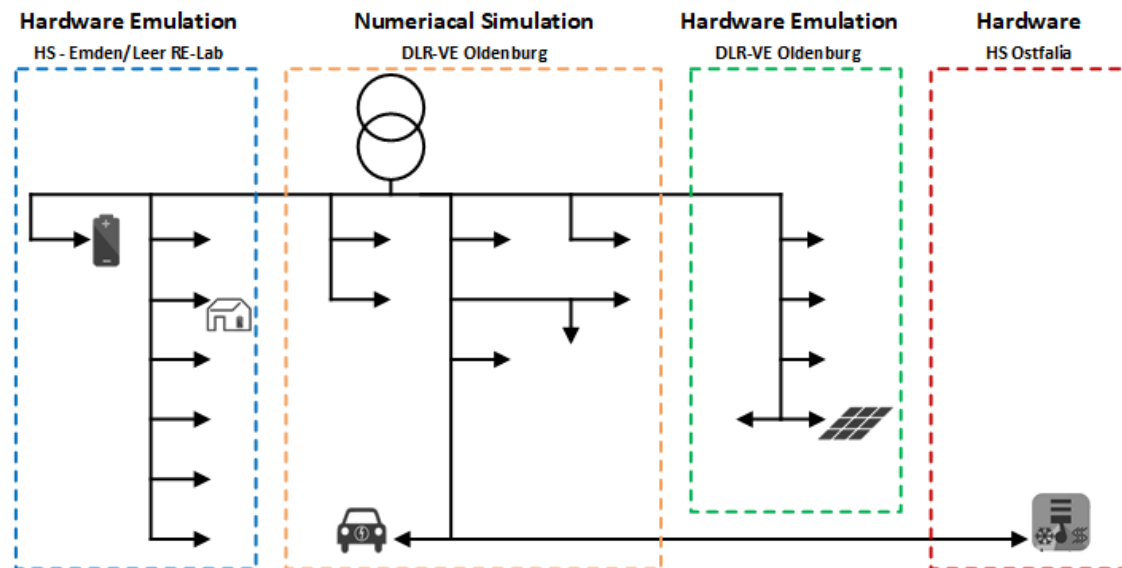 Hardware Emulation
HS - Emden/Leer RE-Lab
Numeriacal Simulation
DLR-VE Oldenburg
Hardware Emulation
DLR-VE Oldenburg
Hardware
HS Ostfalia